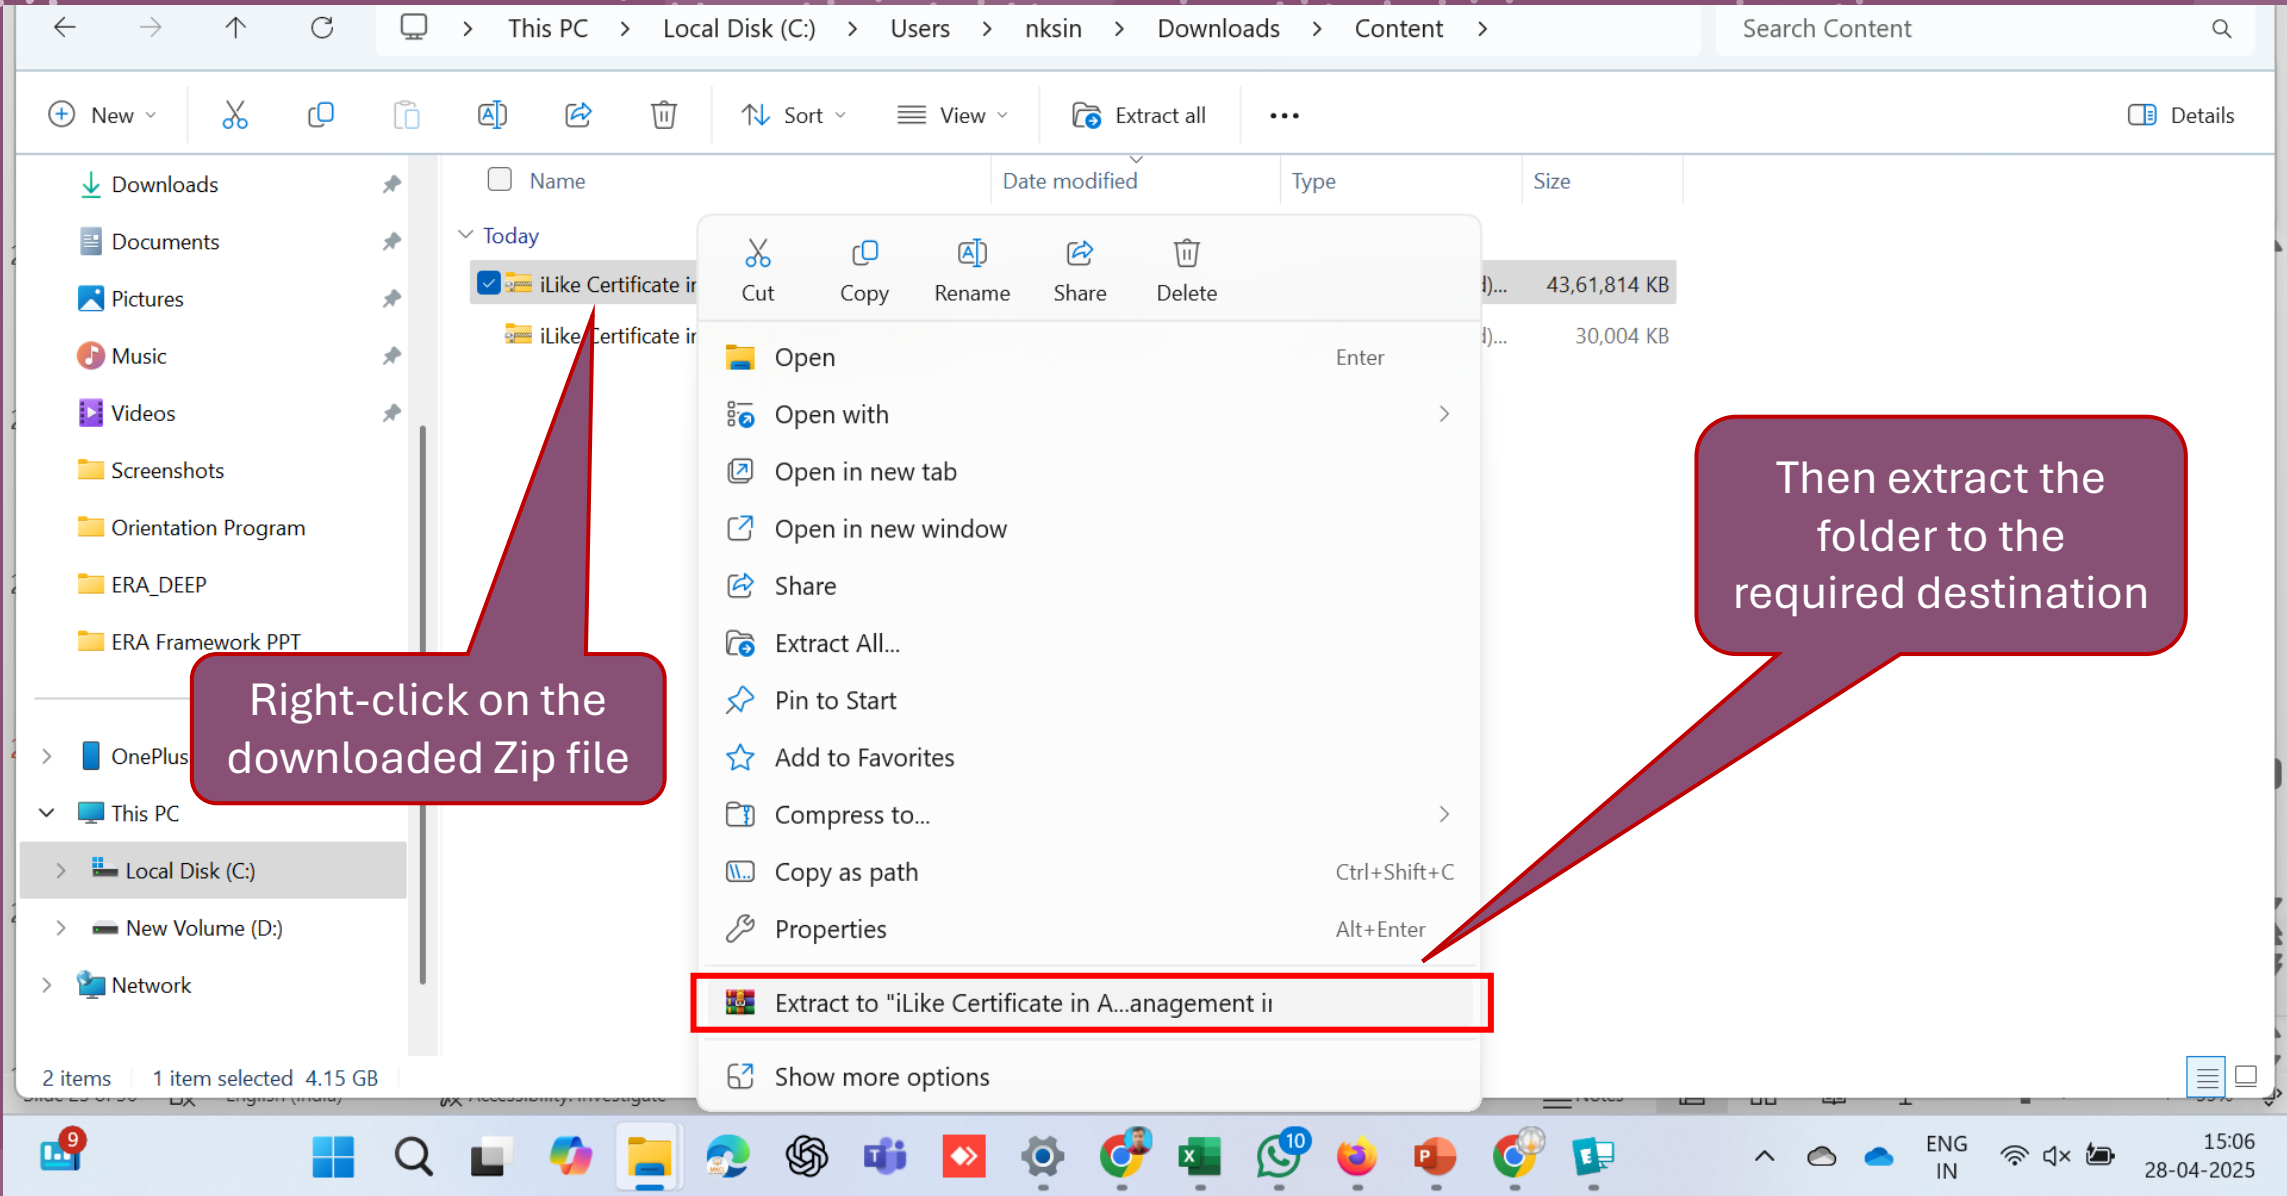 This PC > Local Disk (C:) > Users > nksin > Downloads > Content >
Search Content
New
Sort
View
Extract all
Details
Downloads
Documents
Pictures
Music
Videos
Screenshots
Orientation Program
ERA_DEEP
ERA Framework PPT
OnePlus
This PC
Local Disk (C:)
New Volume (D:)
Network
Name Date modified Type Size
Today
iLike Certificate in
d)... 43,61,814 KB
iLike Certificate in
d)... 30,004 KB
Cut Copy Rename Share Delete
Open Enter
Open with
Open in new tab
Open in new window
Share
Extract All...
Pin to Start
Add to Favorites
Compress to...
Copy as path Ctrl+Shift+C
Properties Alt+Enter
Extract to "iLike Certificate in A...anagement in
Show more options
Right-click on the
downloaded Zip file
Then extract the
folder to the
required destination
2 items 1 item selected 4.15 GB
9
10
ENG
IN
15:06
28-04-2025